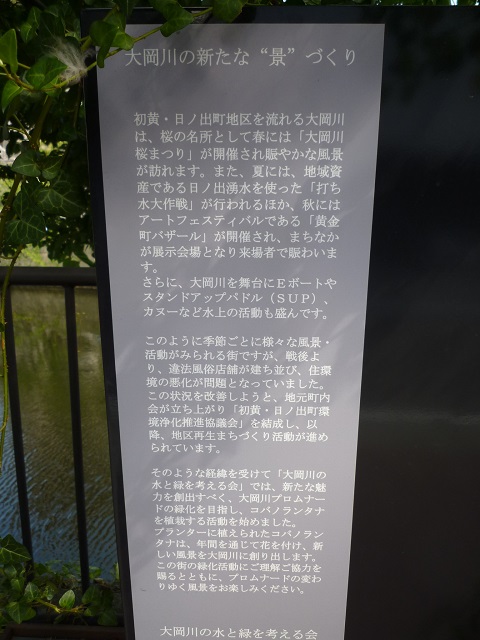 大岡川の新たな“景”づくり
初黄・日ノ出町地区を流れる大岡川
は、桜の名所として春には「大岡川
桜まつり」が開催され賑やかな風景
が訪れます。また、夏には、地域資
産である日ノ出湧水を使った「打ち
水大作戦」が行われるほか、秋には
アートフェスティバルである「黄金
町バザール」が開催され、まちなか
が展示会場となり来場者で賑わいま
す。
さらに、大岡川を舞台にEボートや
スタンドアップパドル（SUP）、
カヌーなど水上の活動も盛んです。
このように季節ごとに様々な風景・
活動がみられる街ですが、戦後よ
り、違法風俗店舗が建ち並び、住環
境の悪化が問題となっていました。
この状況を改善しようと、地元町内
会が立ち上がり「初黄・日ノ出町環
境浄化推進協議会」を結成し、以
降、地区再生まちづくり活動が進め
られています。
そのような経緯を受けて「大岡川の
水と緑を考える会」では、新たな魅
力を創出すべく、大岡川プロムナー
ドの緑化を目指し、コバノランタナ
を植栽する活動を始めました。
プランターに植えられたコバノラン
タナは、年間を通じて花を付け、新
しい風景を大岡川に創り出します。
この街の緑化活動にご理解ご協力を
賜るとともに、プロムナードの変わ
りゆく風景をお楽しみください。
大岡川の水と緑を考える会